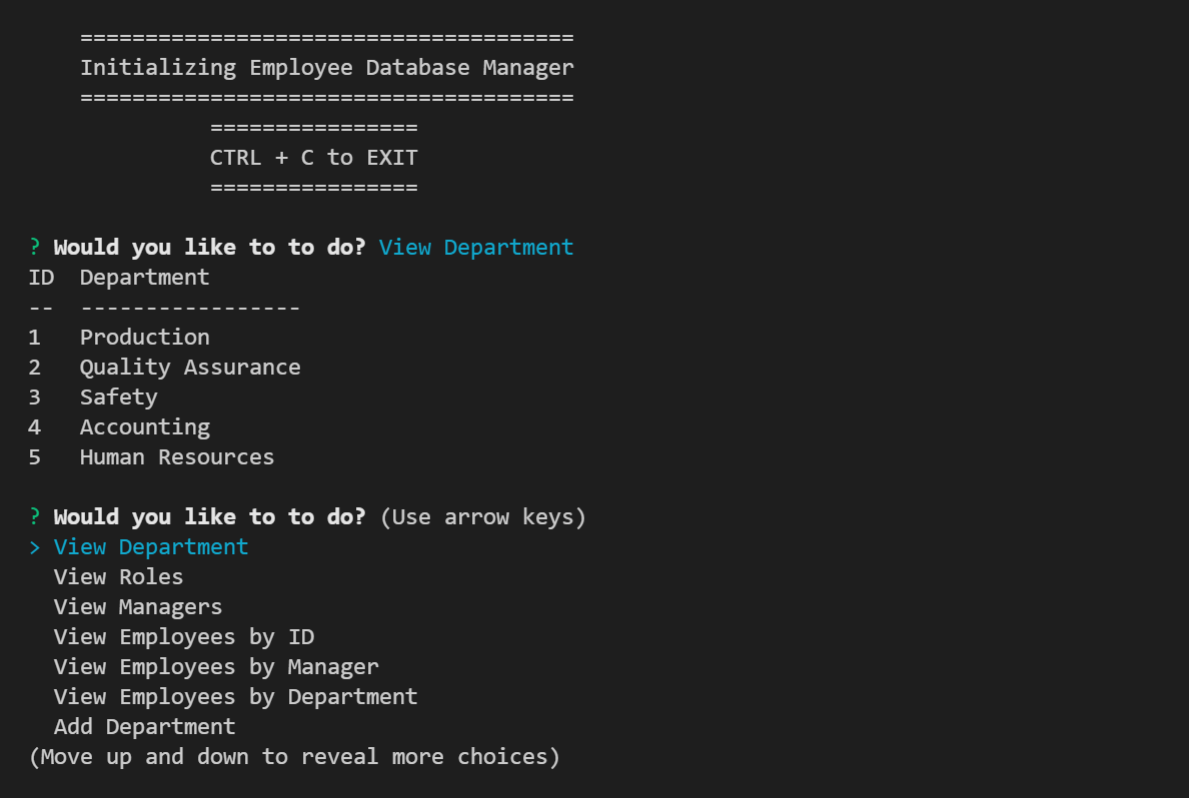 ======================================
Initializing Employee Database Manager
======================================
================
CTRL + C to EXIT
================
? Would you like to to do? View Department
ID  Department
--  -----------------
1   Production
2   Quality Assurance
3   Safety
4   Accounting
5   Human Resources
? Would you like to to do? (Use arrow keys)
> View Department
View Roles
View Managers
View Employees by ID
View Employees by Manager
View Employees by Department
Add Department
(Move up and down to reveal more choices)